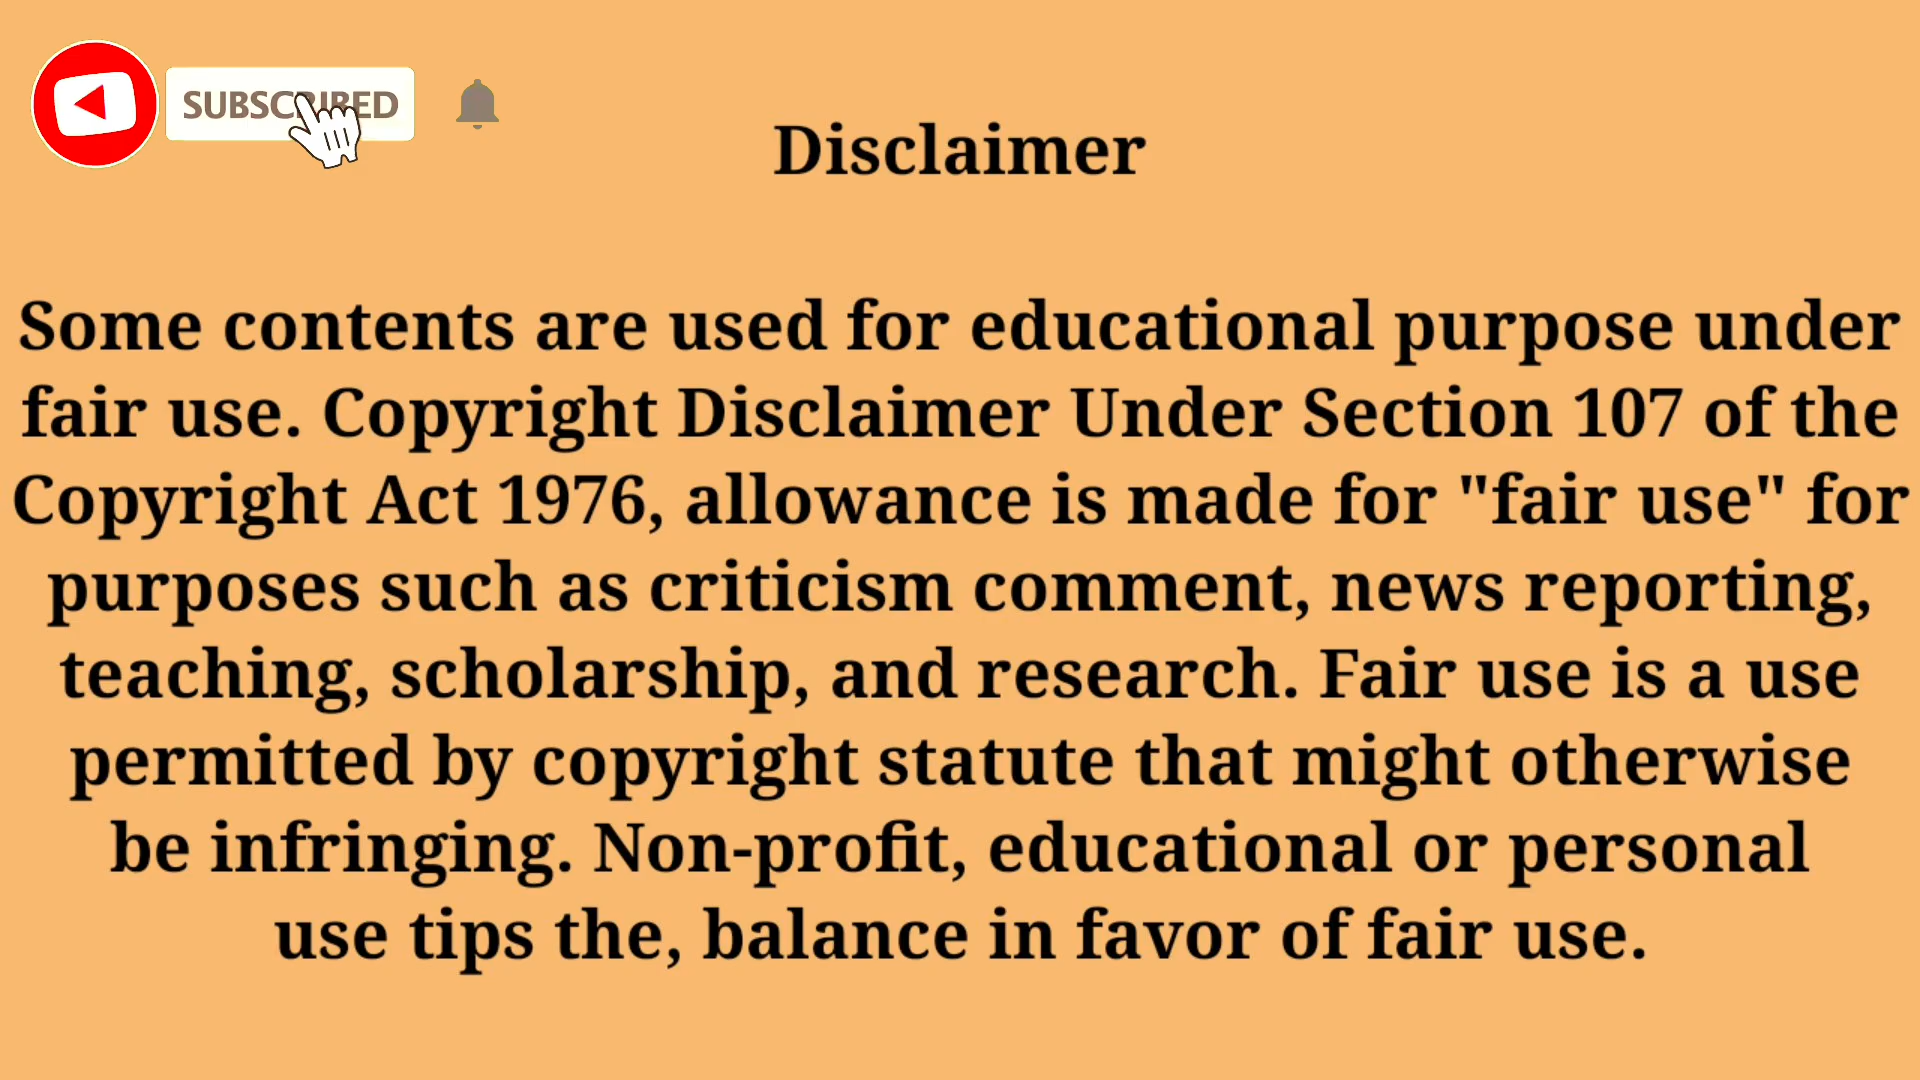 SUBSCRIBED
Disclaimer
Some contents are used for educational purpose under
fair use. Copyright Disclaimer Under Section 107 of the
Copyright Act 1976, allowance is made for "fair use" for
purposes such as criticism comment, news reporting,
teaching, scholarship, and research. Fair use is a use
permitted by copyright statute that might otherwise
be infringing. Non-profit, educational or personal
use tips the, balance in favor of fair use.